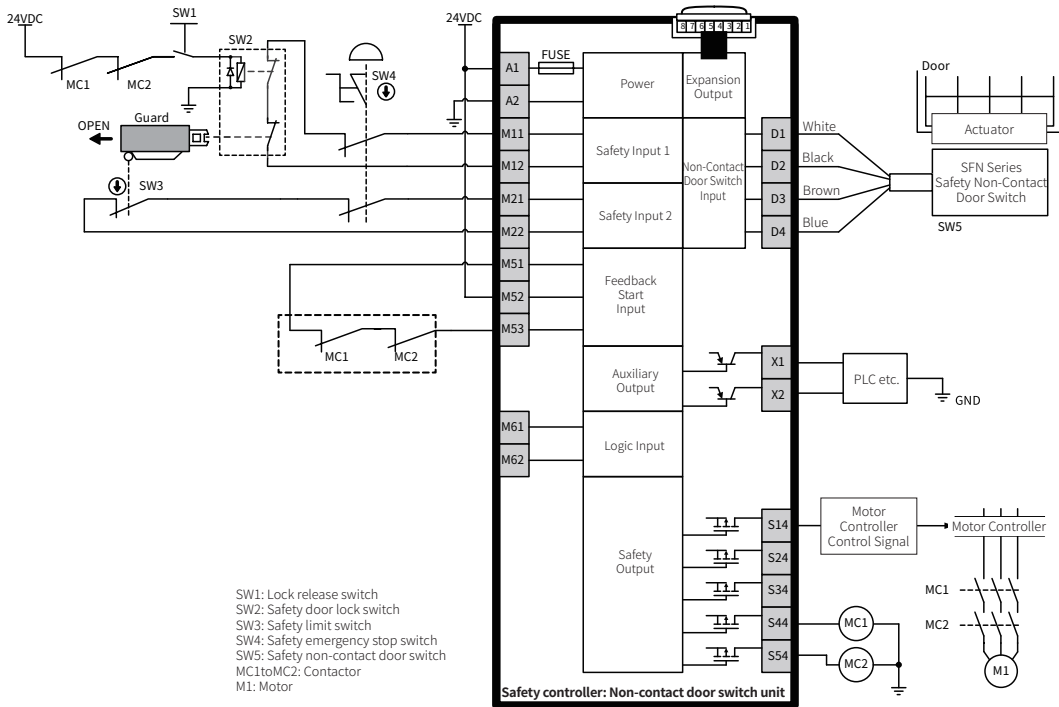 24VDC
SW1
24VDC
8 7 6 5 4 3 2 1
SW2
SW4
MC1
MC2
OPEN
Guard
SW3
MC1
MC2
A1
A2
M11
M12
M21
M22
M51
M52
M53
M61
M62
FUSE
Power
Expansion
Output
Safety Input 1
Non-Contact
Door Switch
Input
Safety Input 2
Feedback
Start
Input
Auxiliary
Output
Logic Input
Safety
Output
D1
D2
D3
D4
X1
X2
S14
S24
S34
S44
S54
White
Black
Brown
Blue
Door
Actuator
SFN Series
Safety Non-Contact
Door Switch
SW5
PLC etc.
GND
Motor
Controller
Control Signal
Motor Controller
MC1
MC2
MC1
MC2
M1
SW1: Lock release switch
SW2: Safety door lock switch
SW3: Safety limit switch
SW4: Safety emergency stop switch
SW5: Safety non-contact door switch
MC1toMC2: Contactor
M1: Motor
Safety controller: Non-contact door switch unit